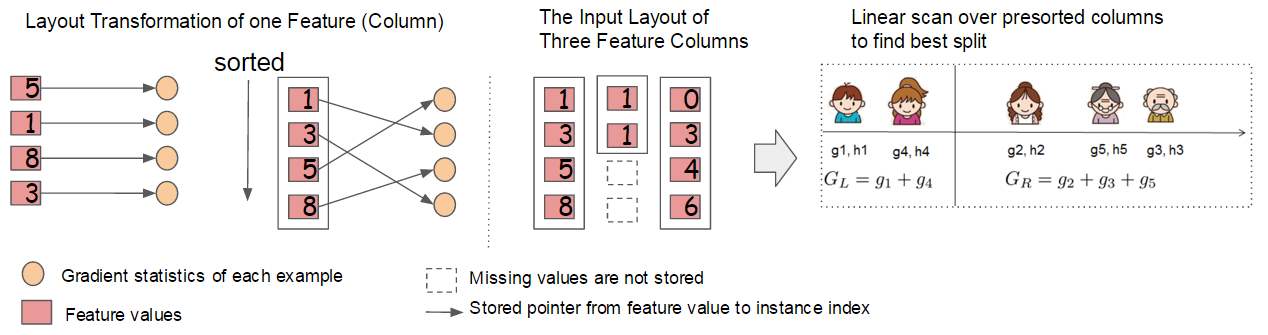 Layout Transformation of one Feature (Column)
The Input Layout of
Three Feature Columns
Linear scan over presorted columns
to find best split
sorted
5
1
8
3
1
3
5
8
1
3
5
8
1
1
0
3
4
6
g1, h1
g4, h4
g2, h2
g5, h5
g3, h3
G_L = g_1 + g_4
G_R = g_2 + g_3 + g_5
Gradient statistics of each example
Feature values
Missing values are not stored
Stored pointer from feature value to instance index